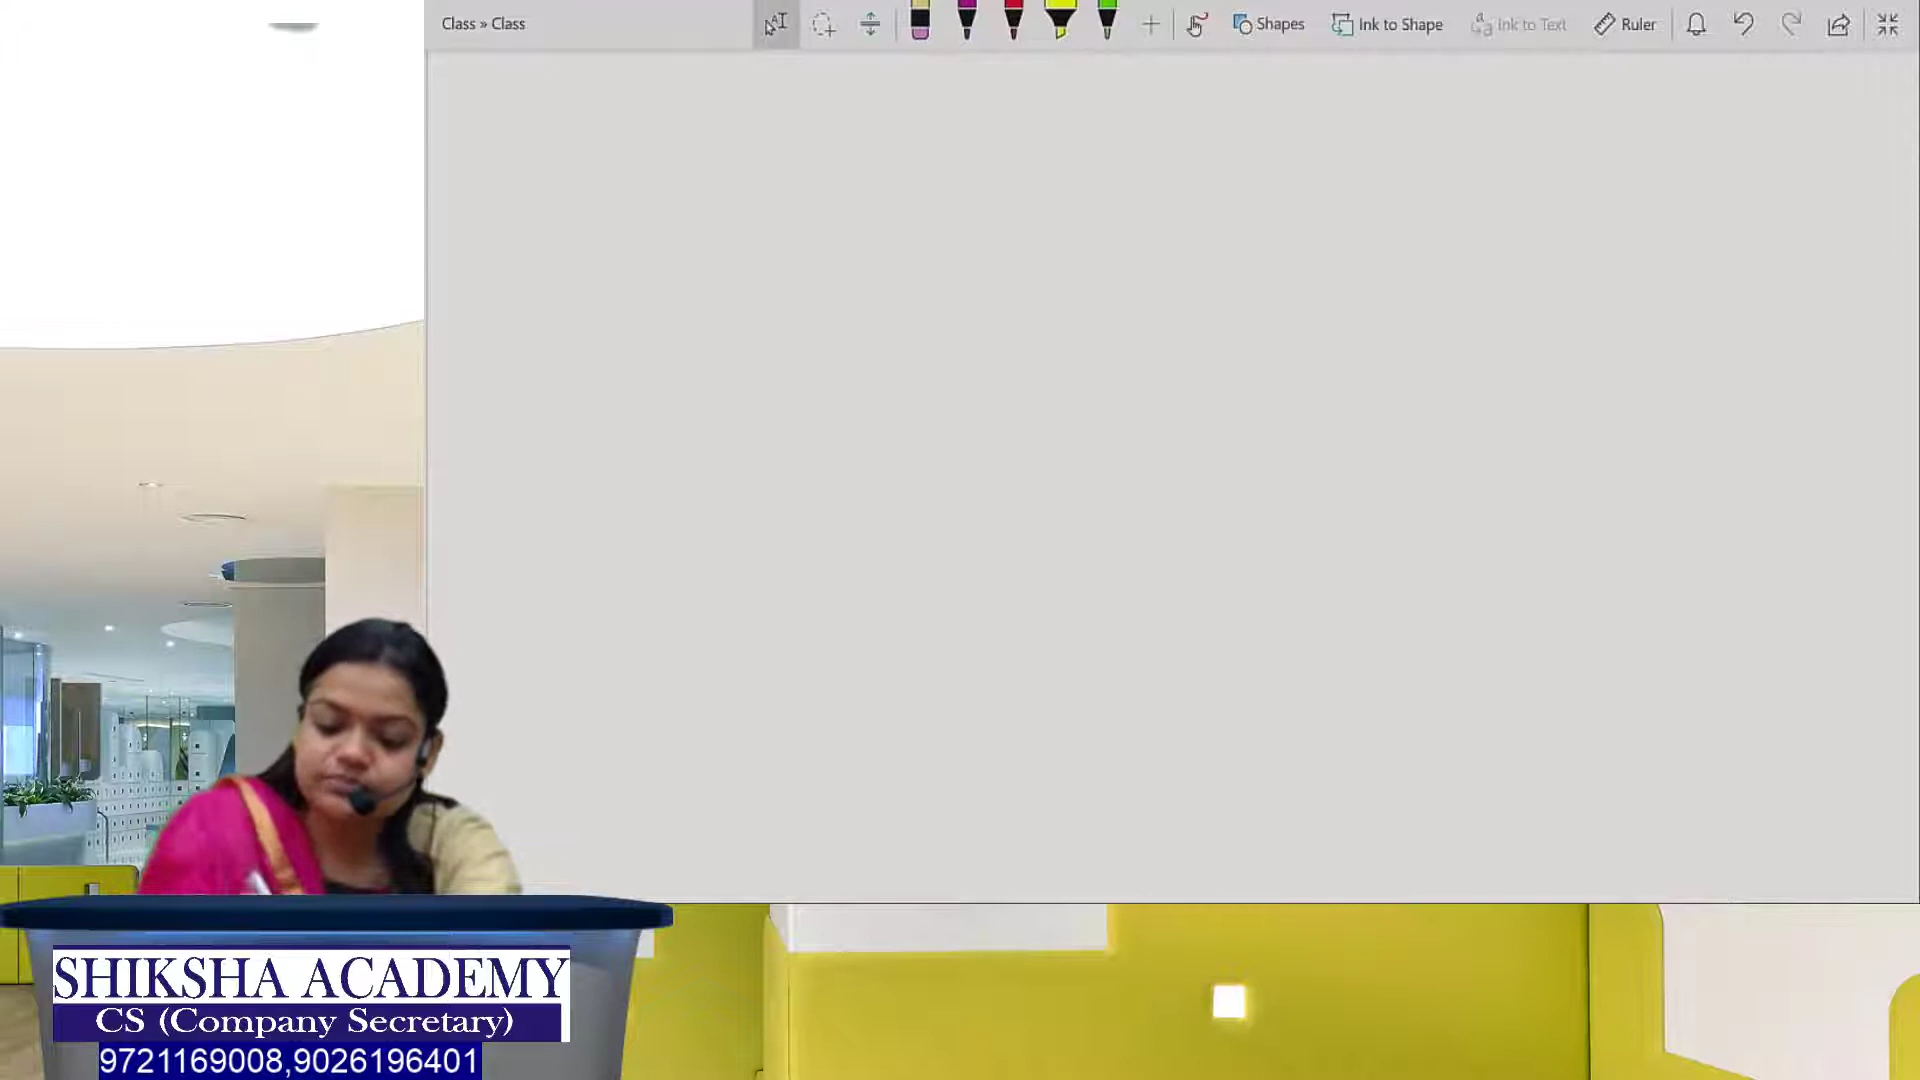 Class » Class
Shapes
Ink to Shape
Ink to Text
Ruler
SHIKSHA ACADEMY
CS (Company Secretary)
9721169008,9026196401